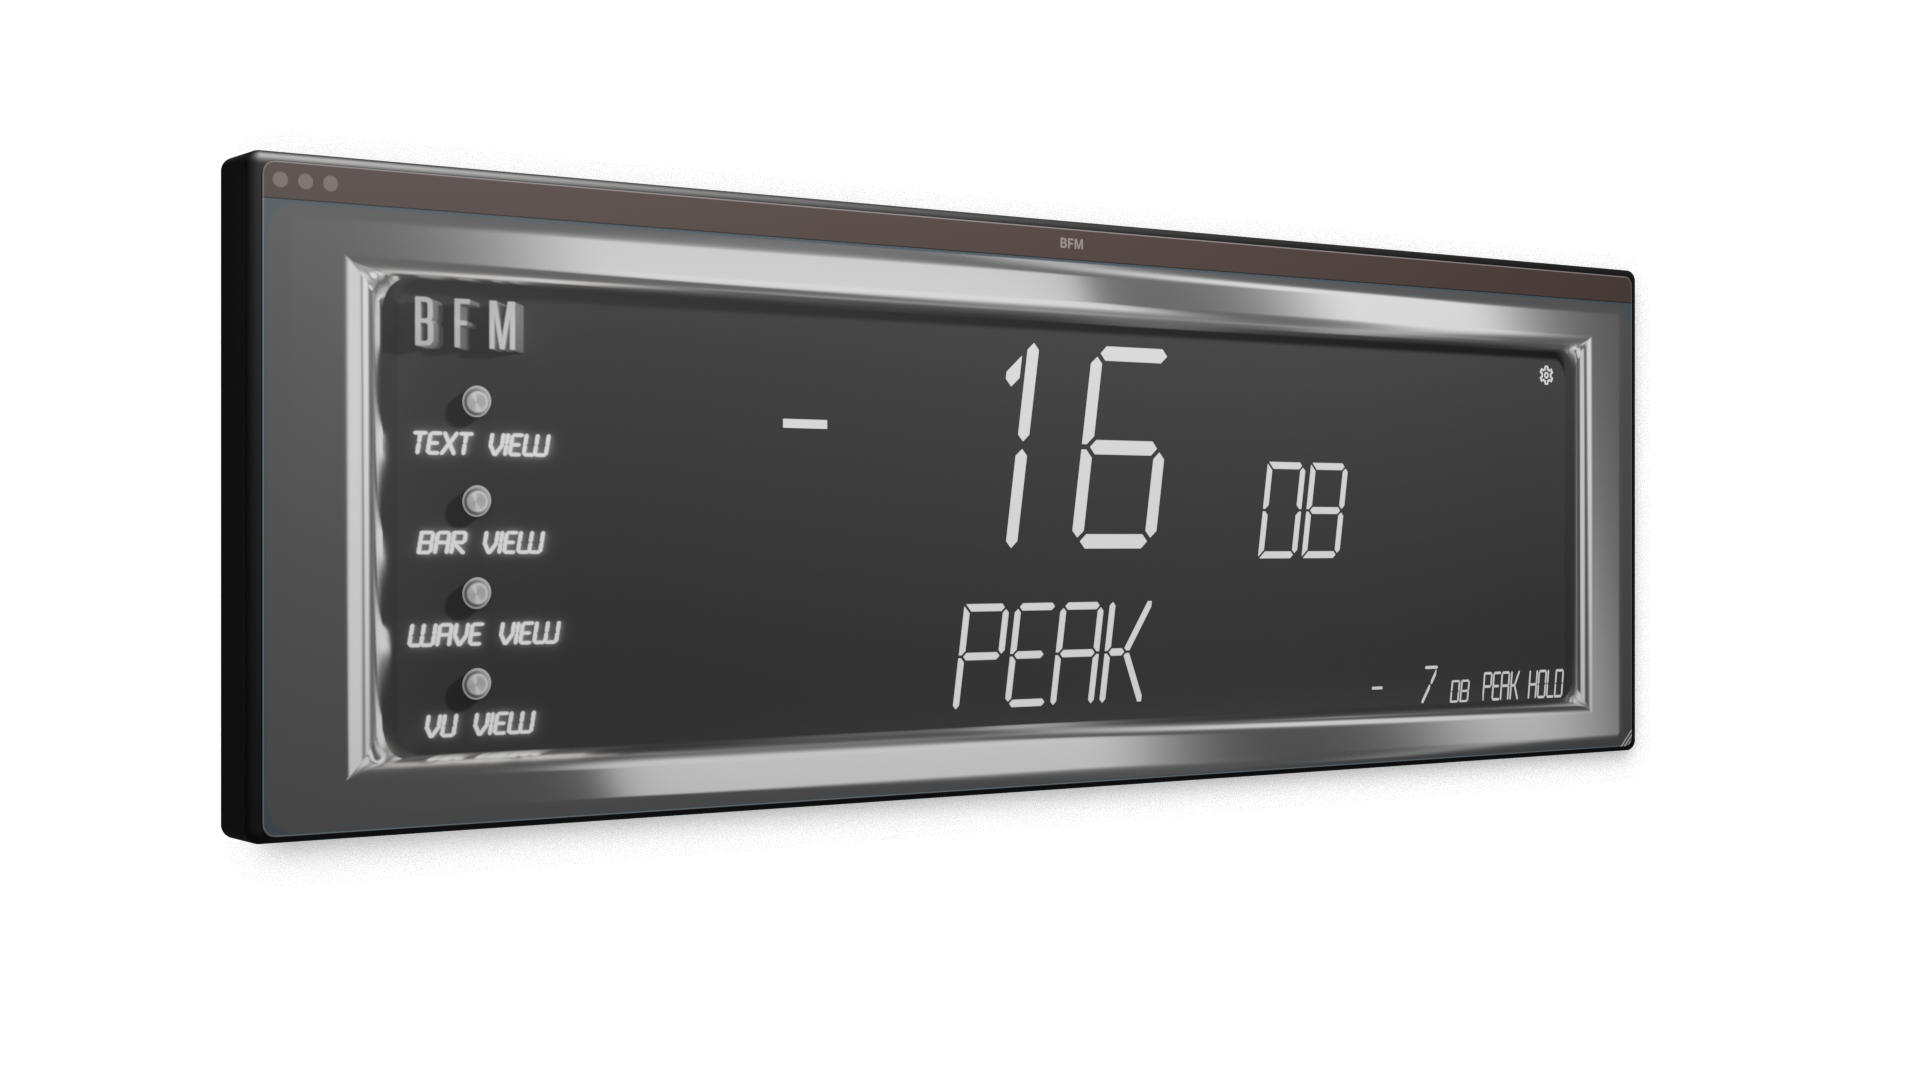 BFM
BFM
- 16 DB
PEAK
TEXT VIEW
BAR VIEW
WAVE VIEW
VU VIEW
- 7 DB PEAK HOLD